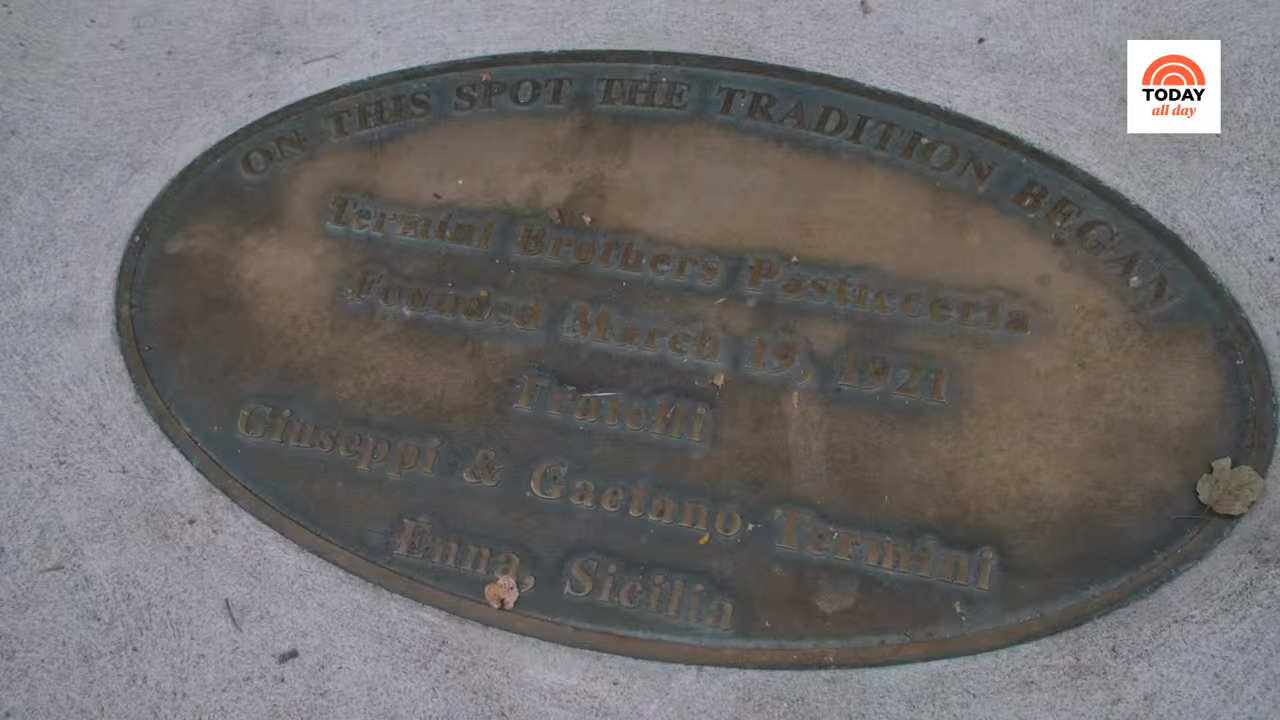 ON THIS SPOT THE TRADITION BEGAN
Termini Brothers Pasticceria
Founded March 19, 1921
Fratelli
Giuseppi & Gaetano Termini
Enna, Sicilia
TODAY
all day